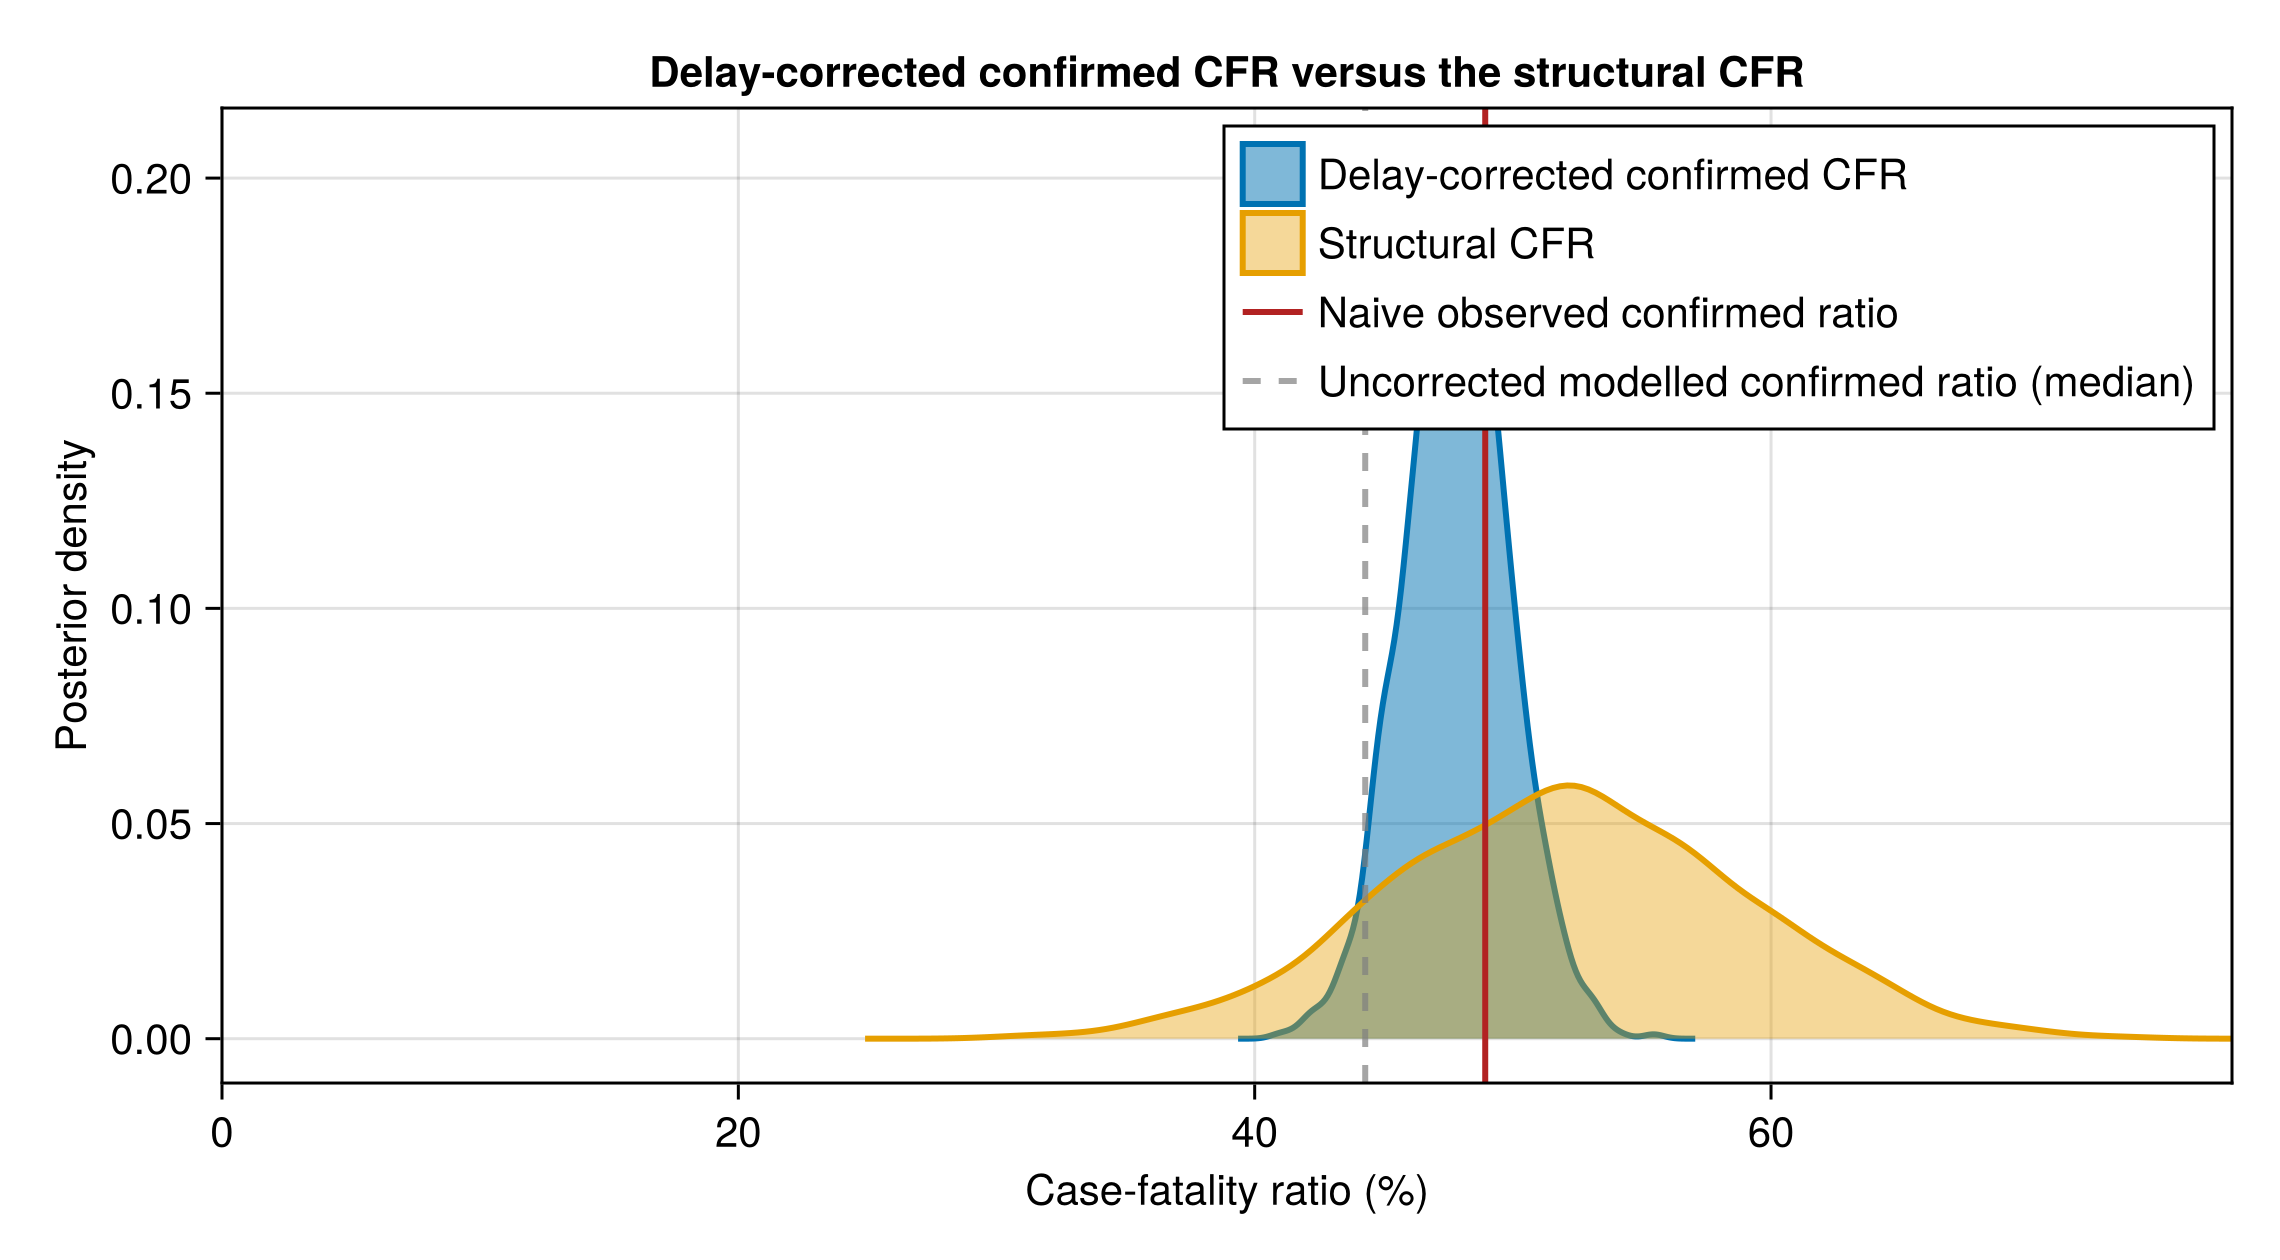 Delay-corrected confirmed CFR versus the structural CFR
Delay-corrected confirmed CFR
Structural CFR
Naive observed confirmed ratio
Uncorrected modelled confirmed ratio (median)
Posterior density
0.20
0.15
0.10
0.05
0.00
0
20
40
60
Case-fatality ratio (%)